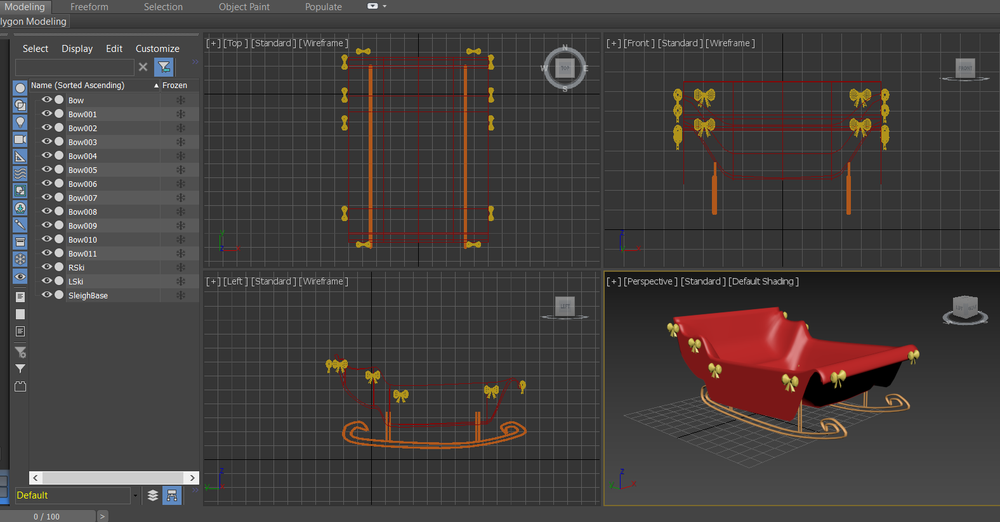 Modeling Freeform Selection Object Paint Populate
lygon Modeling
Select Display Edit Customize
Name (Sorted Ascending) Frozen
Bow
Bow001
Bow002
Bow003
Bow004
Bow005
Bow006
Bow007
Bow008
Bow009
Bow010
Bow011
RSki
LSki
SleighBase
Default
0 / 100 >
[+] [Top ] [Standard ] [Wireframe ]
N
W TOP E
S
y
z x
[+] [Front ] [Standard ] [Wireframe ]
FRONT
z
y x
[+] [Left ] [Standard ] [Wireframe ]
LEFT
z
y
[+] [Perspective ] [Standard ] [Default Shading ]
LEFT
z
y x